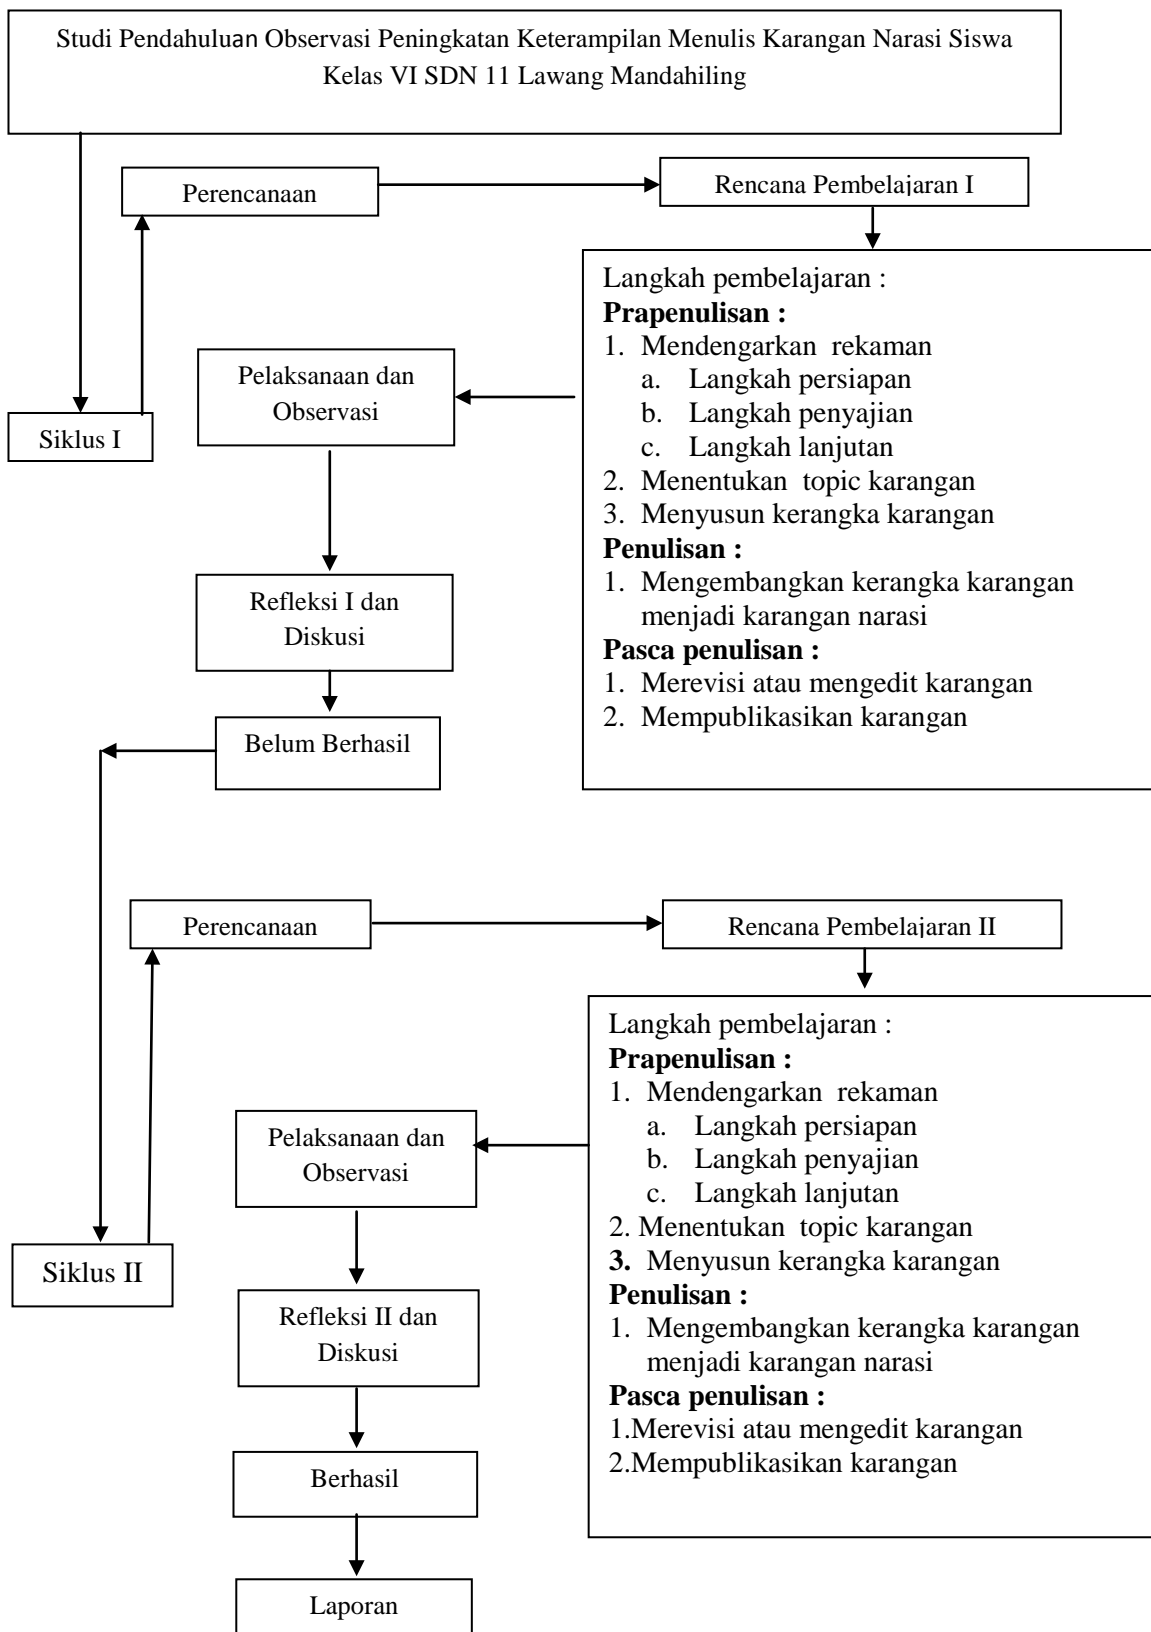 Studi Pendahuluan Observasi Peningkatan Keterampilan Menulis Karangan Narasi Siswa
Kelas VI SDN 11 Lawang Mandahiling
Perencanaan
Rencana Pembelajaran I
Langkah pembelajaran :
Prapenulisan :
1. Mendengarkan rekaman
a. Langkah persiapan
b. Langkah penyajian
c. Langkah lanjutan
2. Menentukan topic karangan
3. Menyusun kerangka karangan
Penulisan :
1. Mengembangkan kerangka karangan
menjadi karangan narasi
Pasca penulisan :
1. Merevisi atau mengedit karangan
2. Mempublikasikan karangan
Pelaksanaan dan
Observasi
Siklus I
Refleksi I dan
Diskusi
Belum Berhasil
Perencanaan
Rencana Pembelajaran II
Langkah pembelajaran :
Prapenulisan :
1. Mendengarkan rekaman
a. Langkah persiapan
b. Langkah penyajian
c. Langkah lanjutan
2. Menentukan topic karangan
3. Menyusun kerangka karangan
Penulisan :
1. Mengembangkan kerangka karangan
menjadi karangan narasi
Pasca penulisan :
1.Merevisi atau mengedit karangan
2.Mempublikasikan karangan
Pelaksanaan dan
Observasi
Siklus II
Refleksi II dan
Diskusi
Berhasil
Laporan